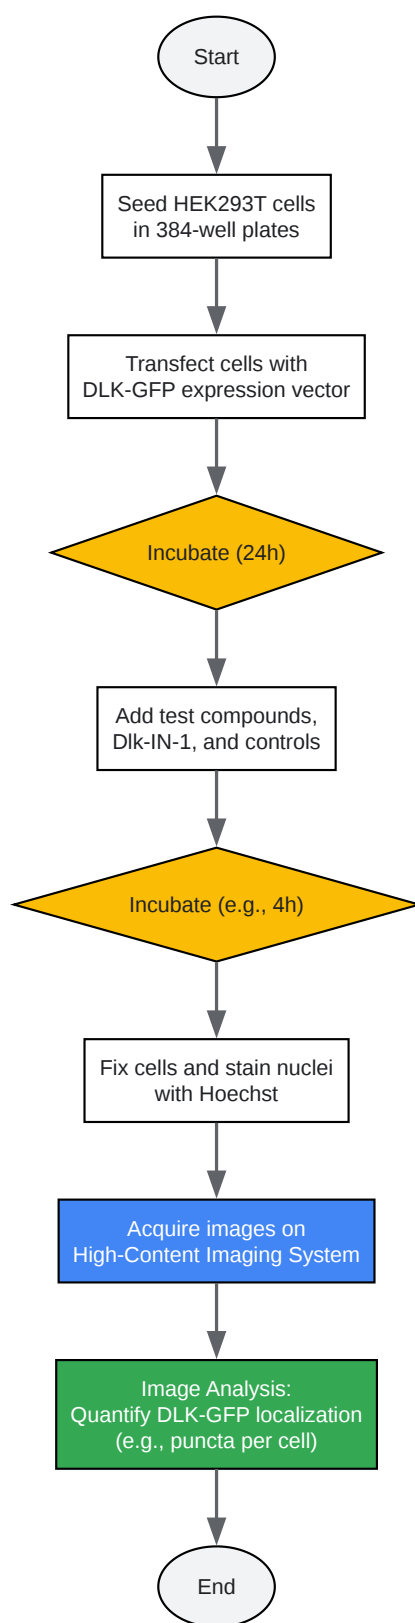 Start
Seed HEK293T cells
in 384-well plates
Transfect cells with
DLK-GFP expression vector
Incubate (24h)
Add test compounds,
Dlk-IN-1, and controls
Incubate (e.g., 4h)
Fix cells and stain nuclei
with Hoechst
Acquire images on
High-Content Imaging System
Image Analysis:
Quantify DLK-GFP localization
(e.g., puncta per cell)
End